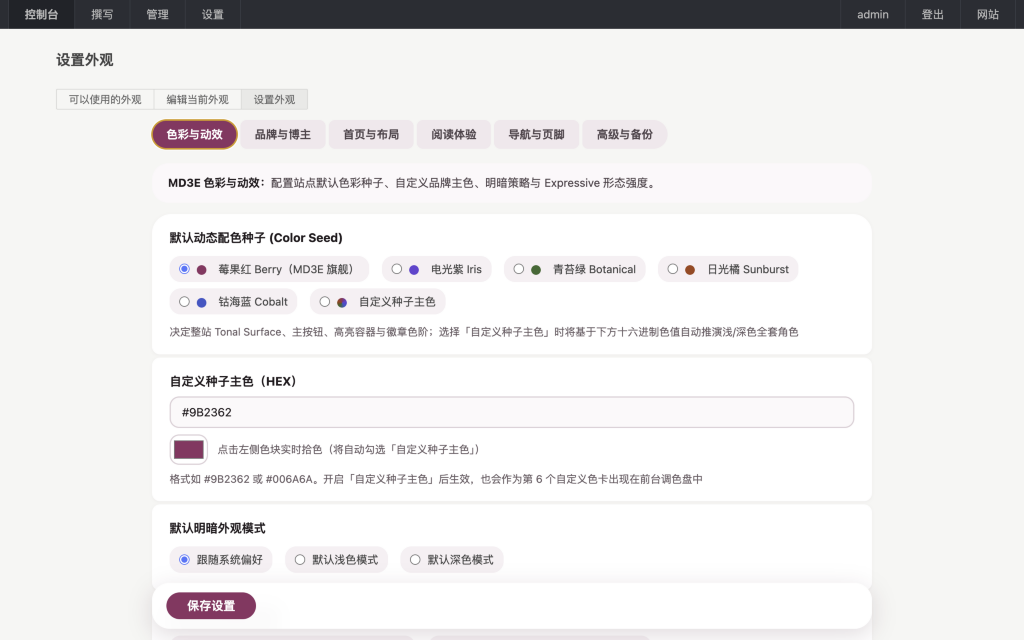 控制台 撰写 管理 设置 admin 登出 网站
设置外观
可以使用的外观 编辑当前外观 设置外观
色彩与动效 品牌与博主 首页与布局 阅读体验 导航与页脚 高级与备份
MD3E 色彩与动效：配置站点默认色彩种子、自定义品牌主色、明暗策略与 Expressive 形态强度。
默认动态配色种子 (Color Seed)
莓果红 Berry（MD3E 旗舰） 电光紫 Iris 青苔绿 Botanical 日光橘 Sunburst
钴海蓝 Cobalt 自定义种子主色
决定整站 Tonal Surface、主按钮、高亮容器与徽章色阶；选择「自定义种子主色」时将基于下方十六进制色值自动推演浅/深色全套角色
自定义种子主色（HEX）
#9B2362
点击左侧色块实时拾色（将自动勾选「自定义种子主色」）
格式如 #9B2362 或 #006A6A。开启「自定义种子主色」后生效，也会作为第 6 个自定义色卡出现在前台调色盘中
默认明暗外观模式
跟随系统偏好 默认浅色模式 默认深色模式
保存设置